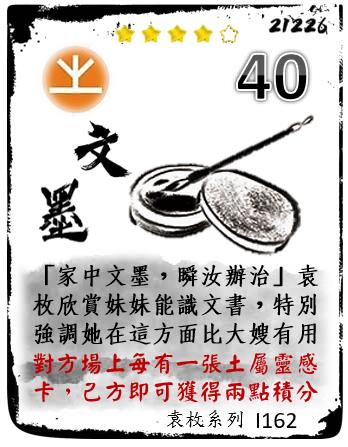 21226
40
文墨
「家中文墨，瞬汝辦治」袁
枚欣賞妹妹能識文書，特別
強調她在這方面比大嫂有用
對方場上每有一張土屬靈感
卡，己方即可獲得兩點積分
袁枚系列 I162